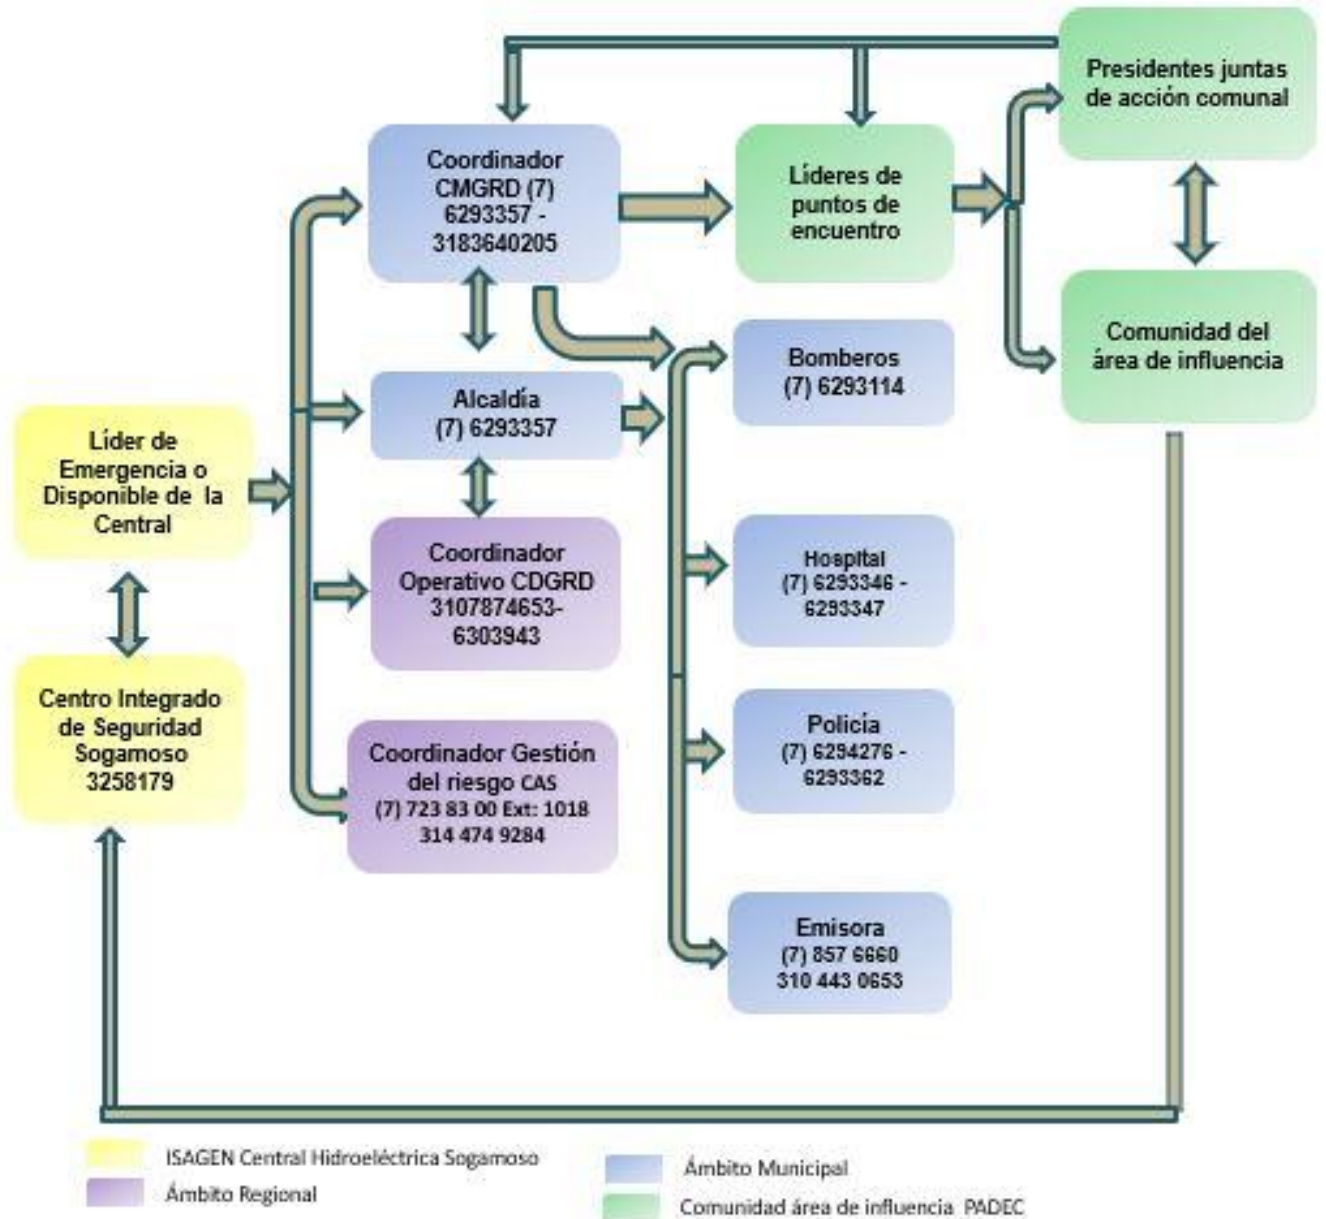 Presidentes juntas
de acción comunal
Coordinador
CMGRD (7)
6293357 -
3183640205
Líderes de
puntos de
encuentro
Comunidad del
área de influencia
Bomberos
(7) 6293114
Alcaldía
(7) 6293357
Líder de
Emergencia o
Disponible de la
Central
Coordinador
Operativo CDGRD
3107874653-
6303943
Hospital
(7) 6293346 -
6293347
Centro Integrado
de Seguridad
Sogamoso
3258179
Coordinador Gestión
del riesgo CAS
(7) 723 83 00 Ext: 1018
314 474 9284
Policía
(7) 6294276 -
6293362
Emisora
(7) 857 6660
310 443 0653
ISAGEN Central Hidroeléctrica Sogamoso
Ámbito Regional
Ámbito Municipal
Comunidad área de influencia PADEC